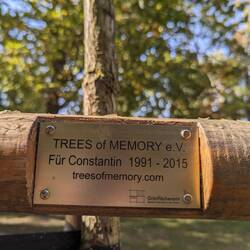 TREES of MEMORY e.V.
Für Constantin 1991 - 2015
treesofmemory.com